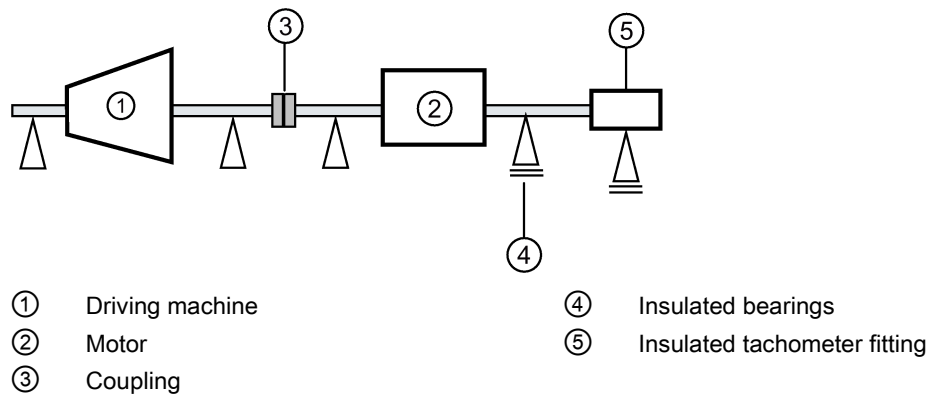 ③
⑤
①
②
④
① Driving machine
② Motor
③ Coupling
④ Insulated bearings
⑤ Insulated tachometer fitting